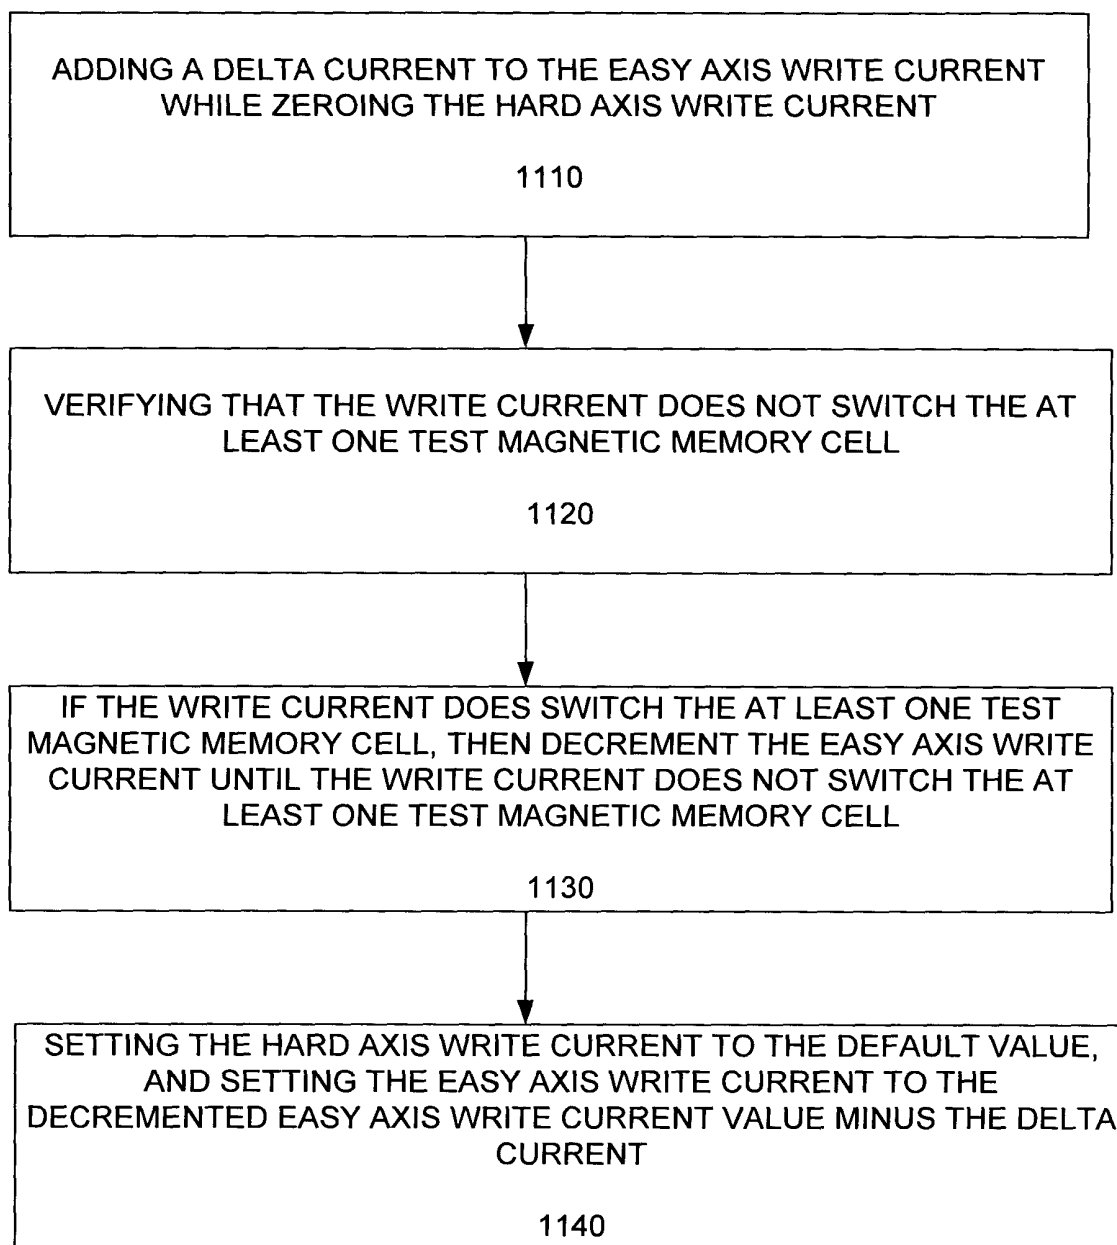 ADDING A DELTA CURRENT TO THE EASY AXIS WRITE CURRENT
WHILE ZEROING THE HARD AXIS WRITE CURRENT
1110
VERIFYING THAT THE WRITE CURRENT DOES NOT SWITCH THE AT
LEAST ONE TEST MAGNETIC MEMORY CELL
1120
IF THE WRITE CURRENT DOES SWITCH THE AT LEAST ONE TEST
MAGNETIC MEMORY CELL, THEN DECREMENT THE EASY AXIS WRITE
CURRENT UNTIL THE WRITE CURRENT DOES NOT SWITCH THE AT
LEAST ONE TEST MAGNETIC MEMORY CELL
1130
SETTING THE HARD AXIS WRITE CURRENT TO THE DEFAULT VALUE,
AND SETTING THE EASY AXIS WRITE CURRENT TO THE
DECREMENTED EASY AXIS WRITE CURRENT VALUE MINUS THE DELTA
CURRENT
1140